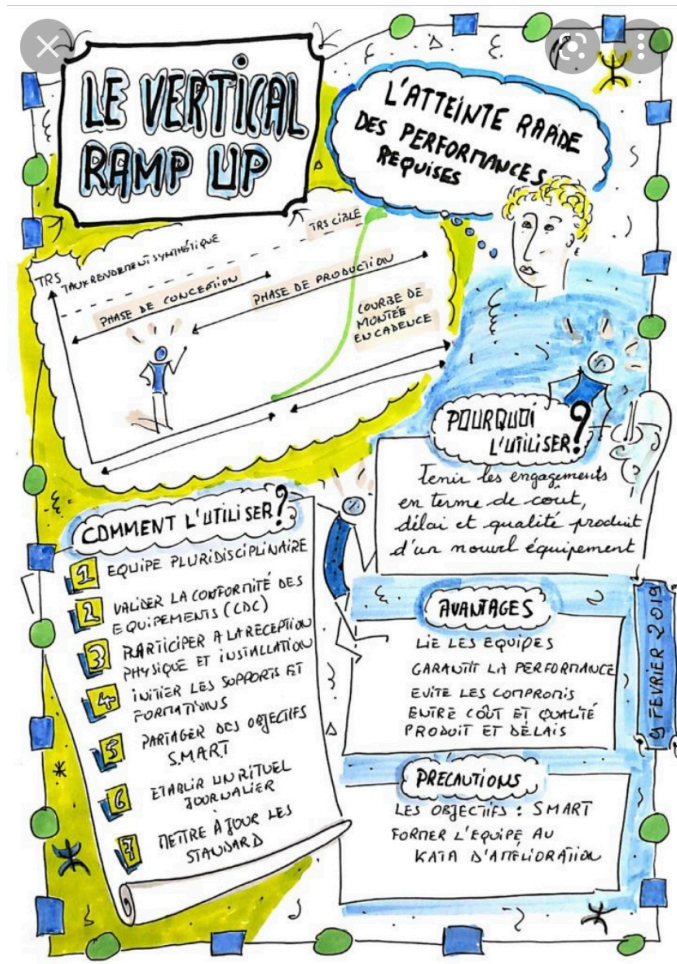 LE VERTICAL
RAMP UP
L'ATTEINTE RAPIDE
DES PERFORMANCES
REQUISES
TRS
TAUX RENDEMENT SYNTHÉTIQUE
TRS CIBLE
PHASE DE CONCEPTION
PHASE DE PRODUCTION
COURBE DE
MONTÉE
EN CADENCE
POURQUOI
L'UTILISER?
Tenir les engagements
en terme de coût,
délai et qualité produit
d'un nouvel équipement
COMMENT L'UTILISER?
1 EQUIPE PLURIDISCIPLINAIRE
2 VALIDER LA CONFORMITÉ DES
EQUIPEMENTS (CDC)
3 PARTICIPER A LA RÉCEPTION
PHYSIQUE ET INSTALLATION
4 INITIER LES SUPPORTS ET
FORMATIONS
5 PARTAGER DES OBJECTIFS
S.MART
6 ETABLIR UN RITUEL
JOURNALIER
7 METTRE À JOUR LES
STANDARD
AVANTAGES
LIE LES EQUIPES
GARANTIT LA PERFORMANCE
EVITE LES COMPROMIS
ENTRE COÛT ET QUALITÉ
PRODUIT ET DÉLAIS
9 FEVRIER 2019
PRECAUTIONS
LES OBJECTIFS : SMART
FORMER L'EQUIPE AU
KATA D'AMÉLIORATION